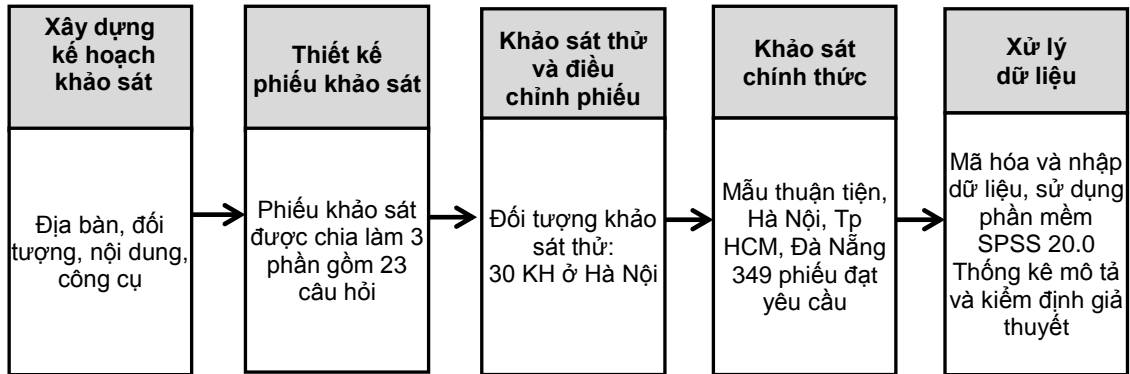 Xây dựng
kế hoạch
khảo sát
Địa bàn, đối
tượng, nội dung,
công cụ
Thiết kế
phiếu khảo sát
Phiếu khảo sát
được chia làm 3
phần gồm 23
câu hỏi
Khảo sát thử
và điều
chỉnh phiếu
Đối tượng khảo
sát thử:
30 KH ở Hà Nội
Khảo sát
chính thức
Mẫu thuận tiện,
Hà Nội, Tp
HCM, Đà Nẵng
349 phiếu đạt
yêu cầu
Xử lý
dữ liệu
Mã hóa và nhập
dữ liệu, sử dụng
phần mềm
SPSS 20.0
Thống kê mô tả
và kiểm định giả
thuyết